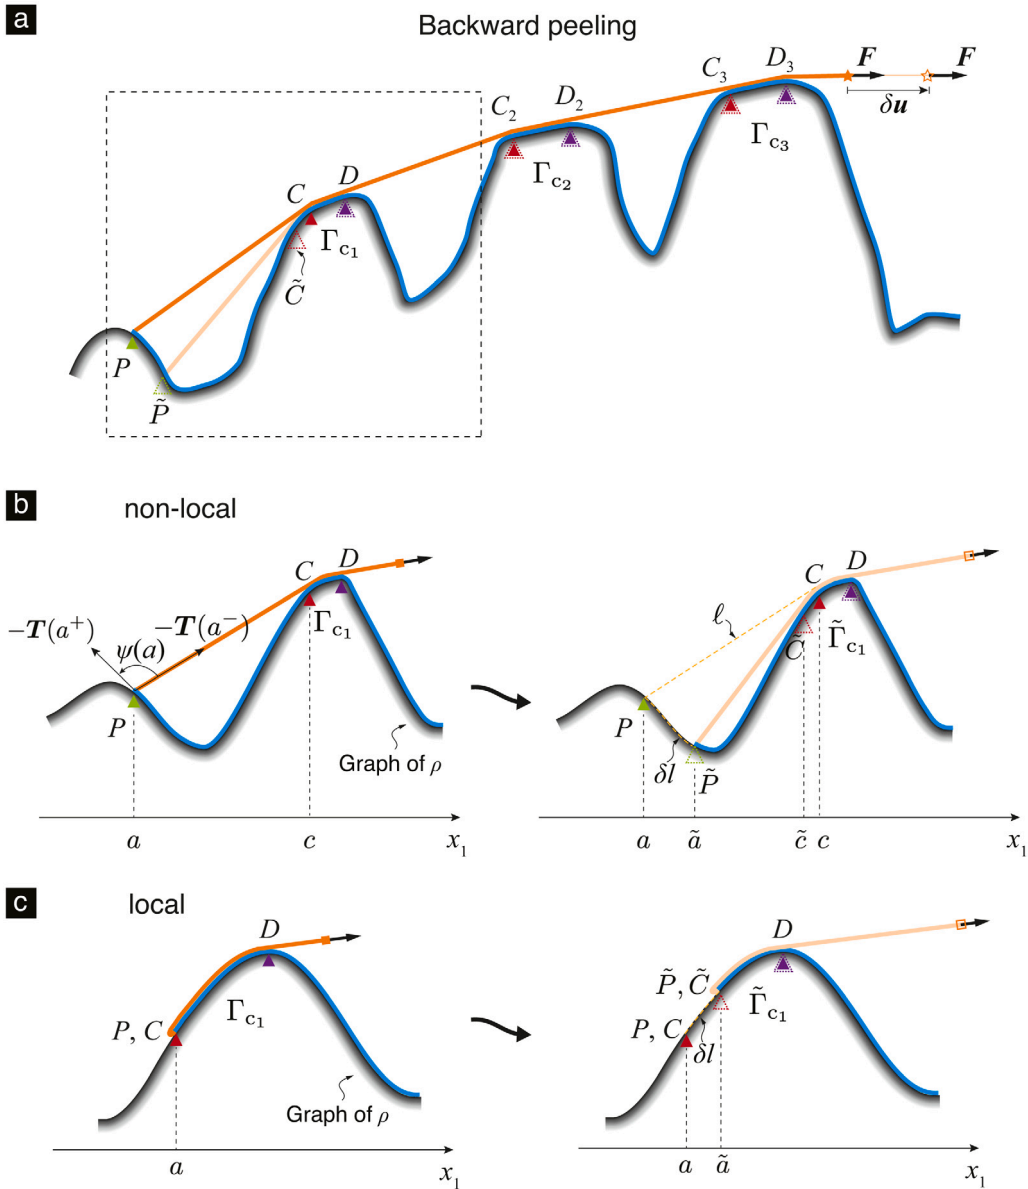 a
Backward peeling
C₃ D₃ F F
δu
C₂ D₂
Γc₃
C D
Γc₂
Γc₁
C̃
P
P̃
b
non-local
C D
−T(a⁺) −T(a⁻)
ψ(a)
Γc₁
P
Graph of ρ
a c x₁
C D
ℓ
C̃ Γ̃c₁
P
δl P̃
a ã c̃ c x₁
c
local
D
Γc₁
P, C
Graph of ρ
a x₁
D
P̃, C̃
Γ̃c₁
P, C
δl
a ã x₁